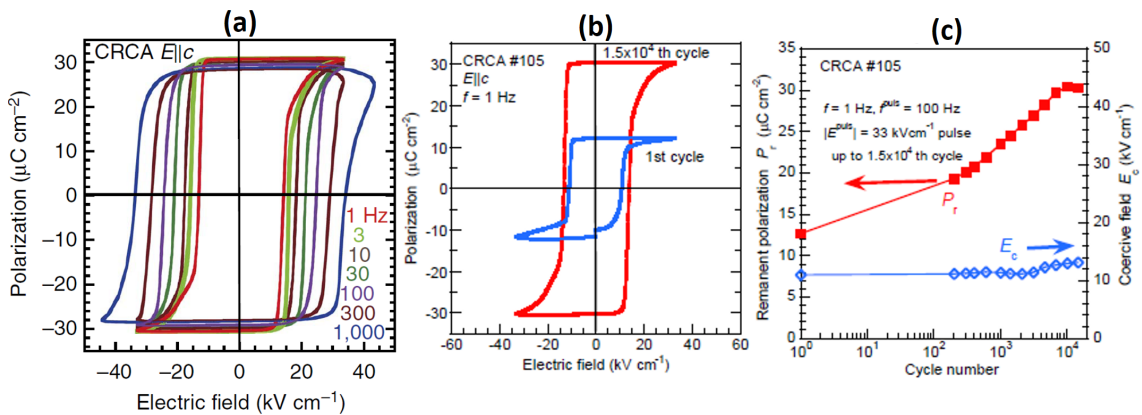 (a)
CRCA E||c
Polarization (μC cm⁻²)
30
20
10
0
−10
−20
−30
1 Hz
3
10
30
100
300
1,000
−40 −20 0 20 40
Electric field (kV cm⁻¹)
(b)
CRCA #105
E||c
f = 1 Hz
1.5x10⁴ th cycle
1st cycle
Polarization (μC cm⁻²)
40
30
20
10
0
-10
-20
-30
-40
-60 -40 -20 0 20 40 60
Electric field (kV cm⁻¹)
(c)
CRCA #105
f = 1 Hz, fᵖᵘˡˢ = 100 Hz
|Eᵖᵘˡˢ| = 33 kVcm⁻¹ pulse
up to 1.5x10⁴ th cycle
Pᵣ
E꜀
Remanent polarization Pᵣ (μC cm⁻²)
35
30
25
20
15
10
5
0
Coercive field E꜀ (kV cm⁻¹)
50
40
30
20
10
0
10⁰ 10¹ 10² 10³ 10⁴
Cycle number